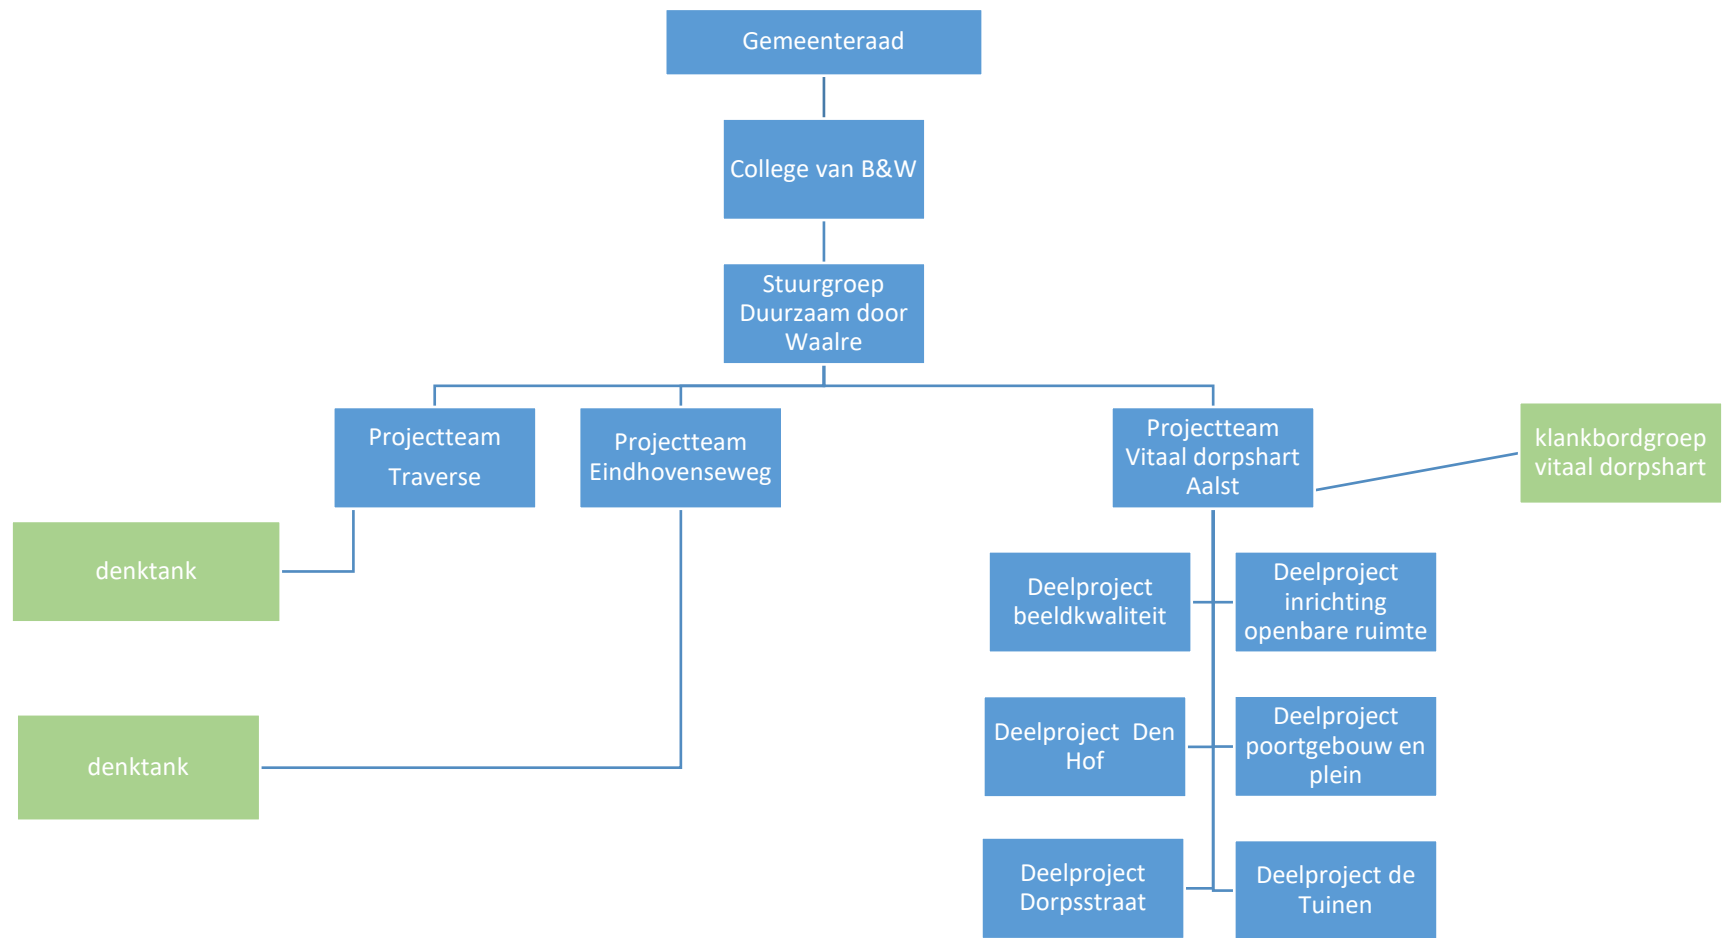 Gemeenteraad
College van B&W
Stuurgroep
Duurzaam door
Waalre
Projectteam
Traverse
Projectteam
Eindhovenseweg
Projectteam
Vitaal dorpshart
Aalst
klankbordgroep
vitaal dorpshart
denktank
denktank
Deelproject
beeldkwaliteit
Deelproject
inrichting
openbare ruimte
Deelproject Den
Hof
Deelproject
poortgebouw en
plein
Deelproject
Dorpsstraat
Deelproject de
Tuinen